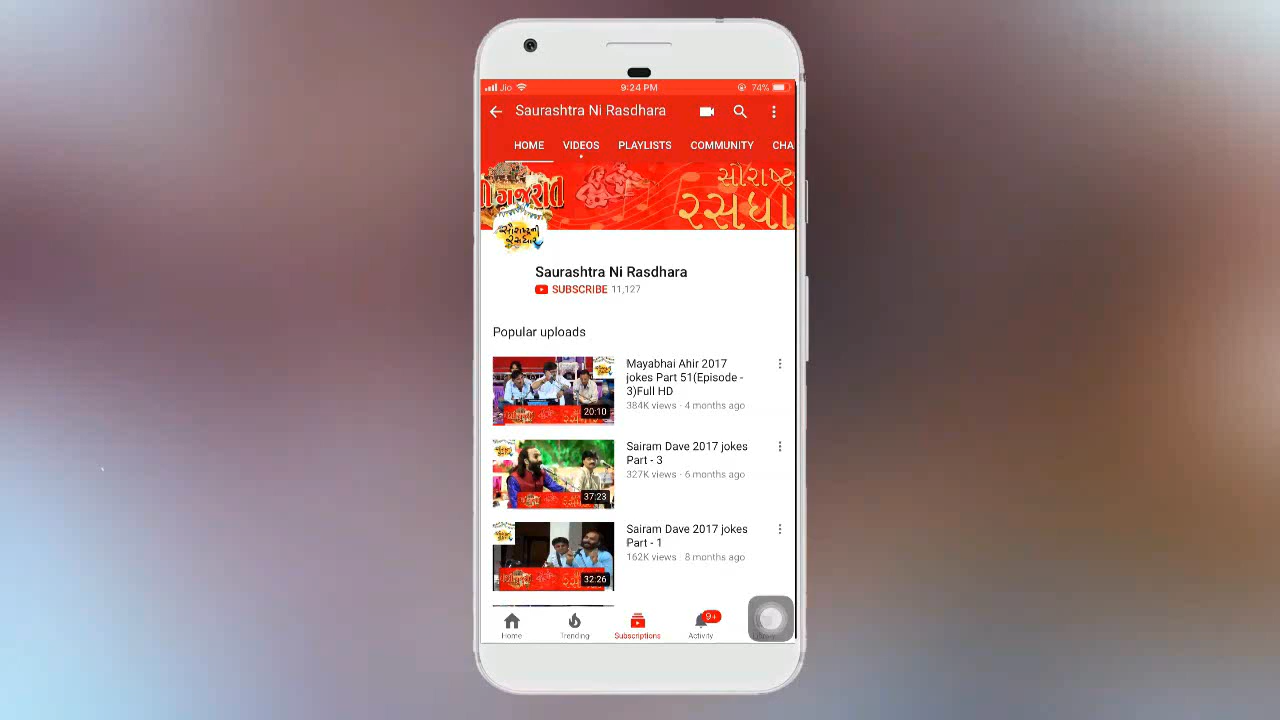 Jio
9:24 PM
74%
Saurashtra Ni Rasdhara
HOME VIDEOS PLAYLISTS COMMUNITY CHA
સૌરાષ્ટ્ર
રસધા
Saurashtra Ni Rasdhara
SUBSCRIBE 11,127
Popular uploads
Mayabhai Ahir 2017
jokes Part 51(Episode -
3)Full HD
384K views · 4 months ago
20:10
Sairam Dave 2017 jokes
Part - 3
327K views · 6 months ago
37:23
Sairam Dave 2017 jokes
Part - 1
162K views · 8 months ago
32:26
9+
Home Trending Subscriptions Activity